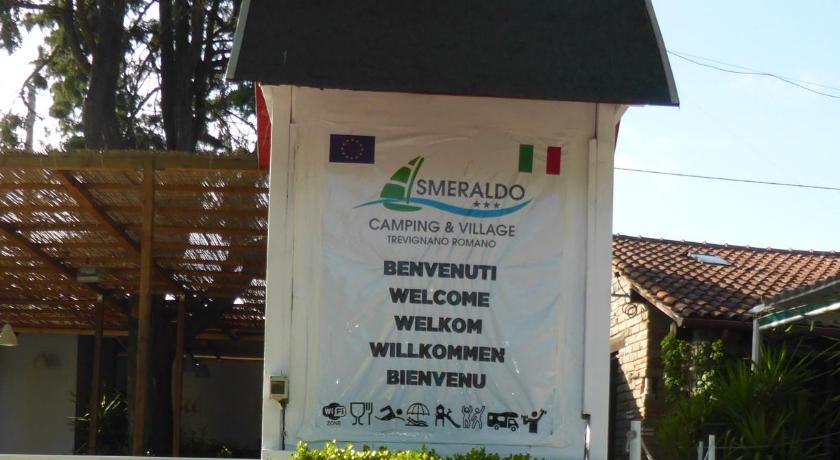 SMERALDO
★★★
CAMPING & VILLAGE
TREVIGNANO ROMANO
BENVENUTI
WELCOME
WELKOM
WILLKOMMEN
BIENVENU
WiFi
ZONE